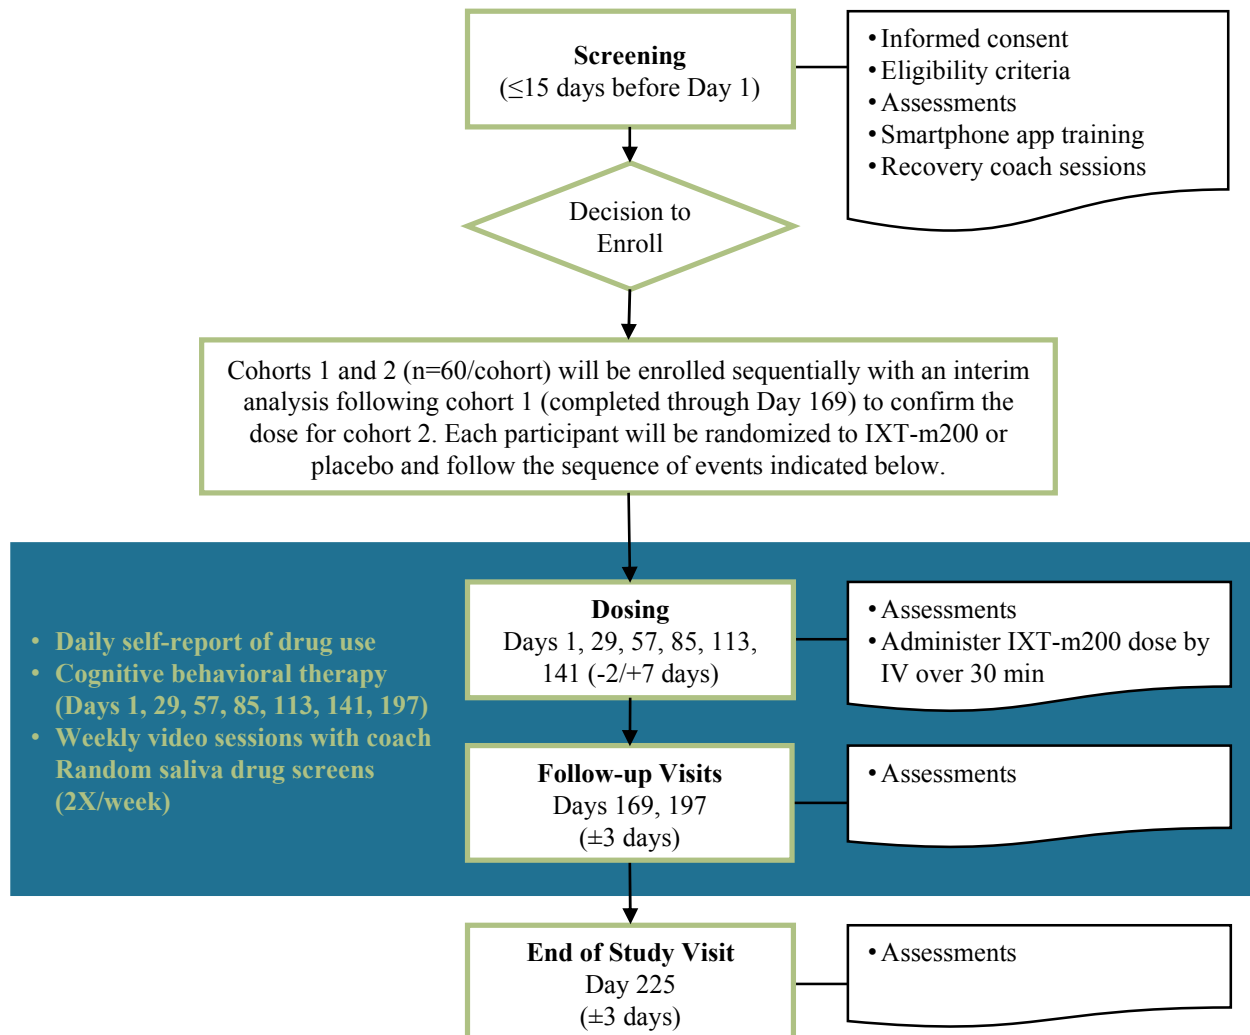 Screening
(≤15 days before Day 1)
• Informed consent
• Eligibility criteria
• Assessments
• Smartphone app training
• Recovery coach sessions
Decision to
Enroll
Cohorts 1 and 2 (n=60/cohort) will be enrolled sequentially with an interim
analysis following cohort 1 (completed through Day 169) to confirm the
dose for cohort 2. Each participant will be randomized to IXT-m200 or
placebo and follow the sequence of events indicated below.
• Daily self-report of drug use
• Cognitive behavioral therapy
(Days 1, 29, 57, 85, 113, 141, 197)
• Weekly video sessions with coach
Random saliva drug screens
(2X/week)
Dosing
Days 1, 29, 57, 85, 113,
141 (-2/+7 days)
• Assessments
• Administer IXT-m200 dose by
IV over 30 min
Follow-up Visits
Days 169, 197
(±3 days)
• Assessments
End of Study Visit
Day 225
(±3 days)
• Assessments